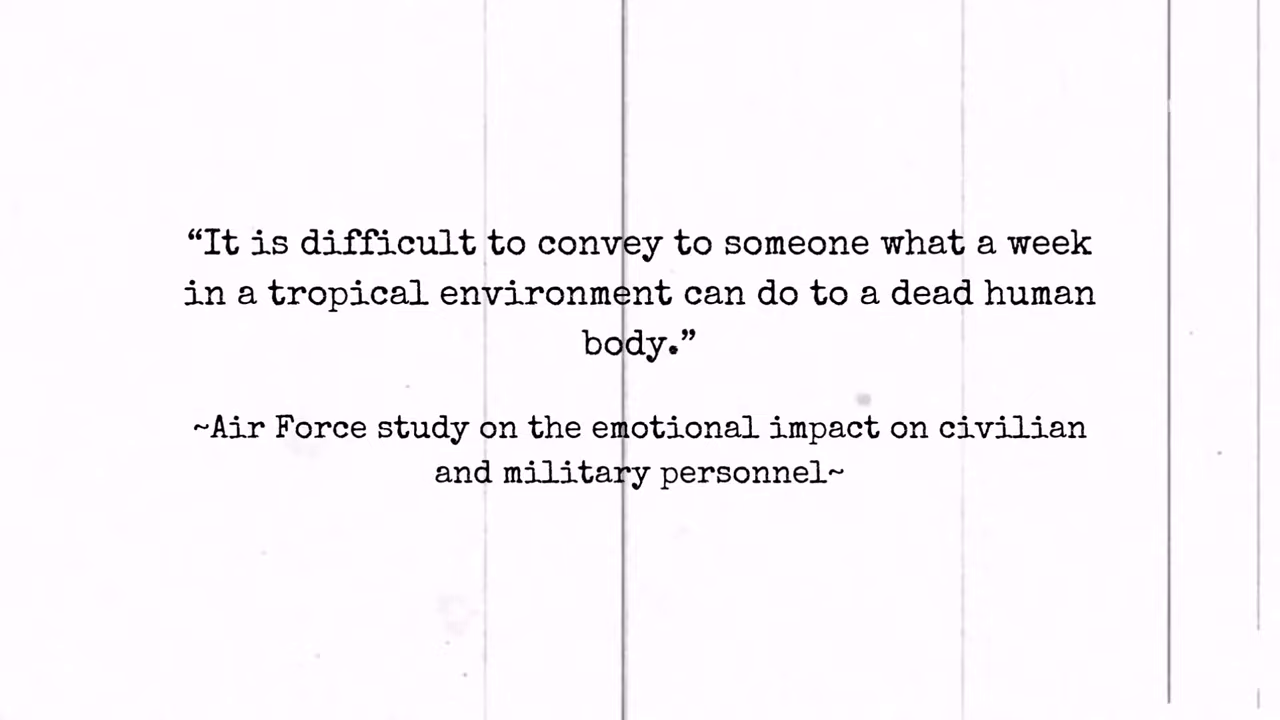 “It is difficult to convey to someone what a week
in a tropical environment can do to a dead human
body.”
~Air Force study on the emotional impact on civilian
and military personnel~